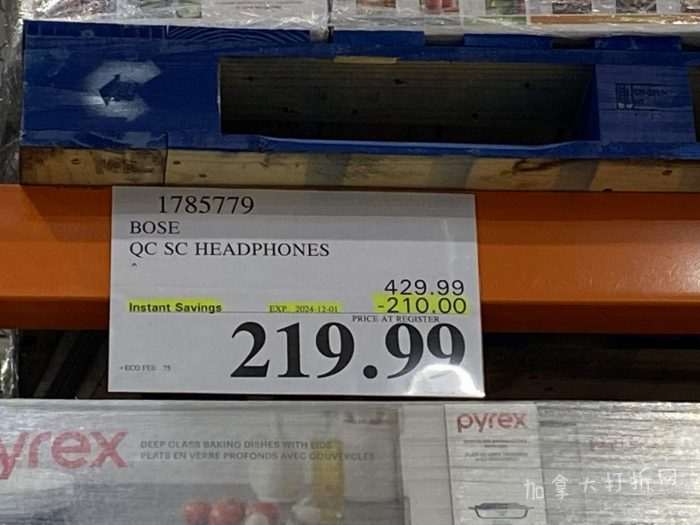 1785779
BOSE
QC SC HEADPHONES
429.99
Instant Savings EXP. 2024-12-01 -210.00
PRICE AT REGISTER
219.99
+ECO FEE .75
pyrex
DEEP GLASS BAKING DISHES WITH LIDS
PLATS EN VERRE PROFONDS AVEC COUVERCLES
pyrex
加拿大打折网